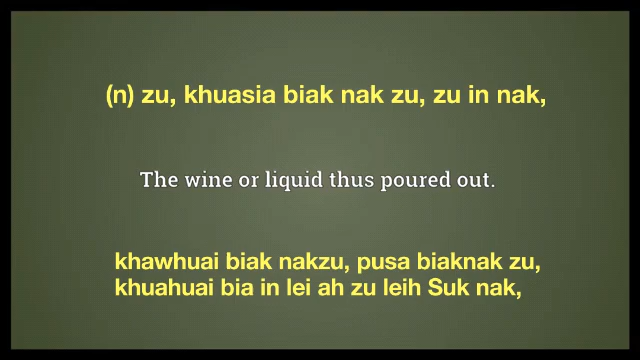 (n) zu, khuasia biak nak zu, zu in nak,
The wine or liquid thus poured out.
khawhuai biak nakzu, pusa biaknak zu,
khuahuai bia in lei ah zu leih Suk nak,